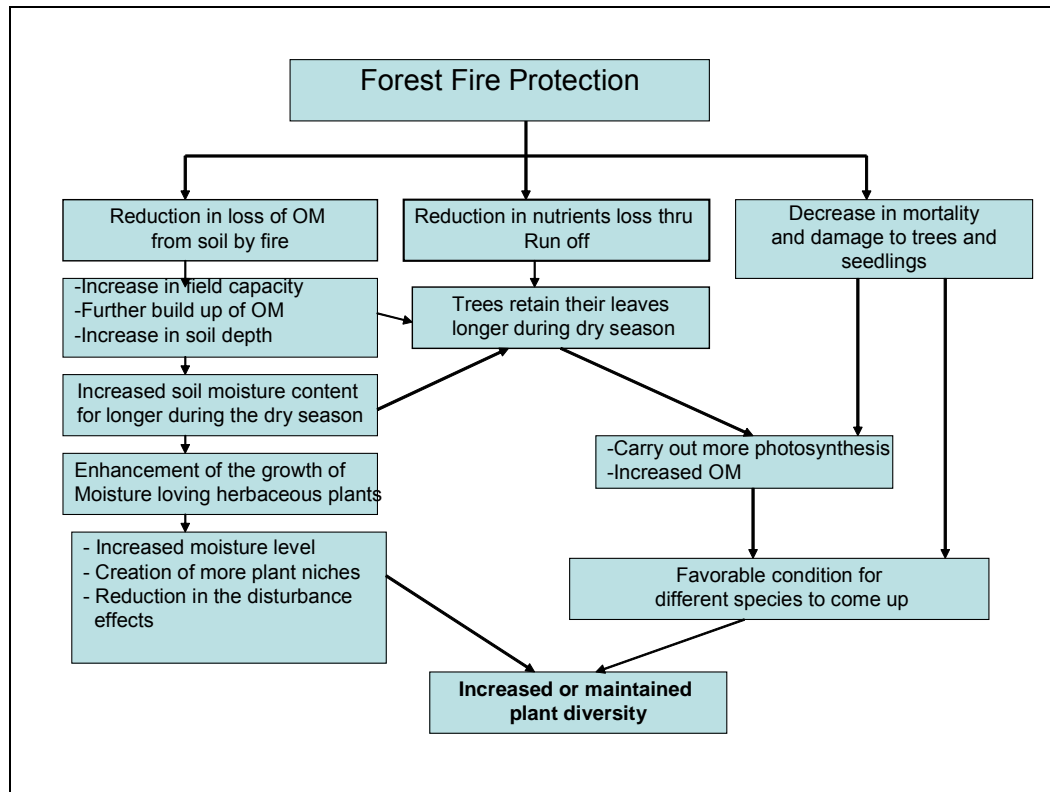 Forest Fire Protection
Reduction in loss of OM
from soil by fire
Reduction in nutrients loss thru
Run off
Decrease in mortality
and damage to trees and
seedlings
-Increase in field capacity
-Further build up of OM
-Increase in soil depth
Trees retain their leaves
longer during dry season
Increased soil moisture content
for longer during the dry season
-Carry out more photosynthesis
-Increased OM
Enhancement of the growth of
Moisture loving herbaceous plants
- Increased moisture level
- Creation of more plant niches
- Reduction in the disturbance
effects
Favorable condition for
different species to come up
Increased or maintained
plant diversity